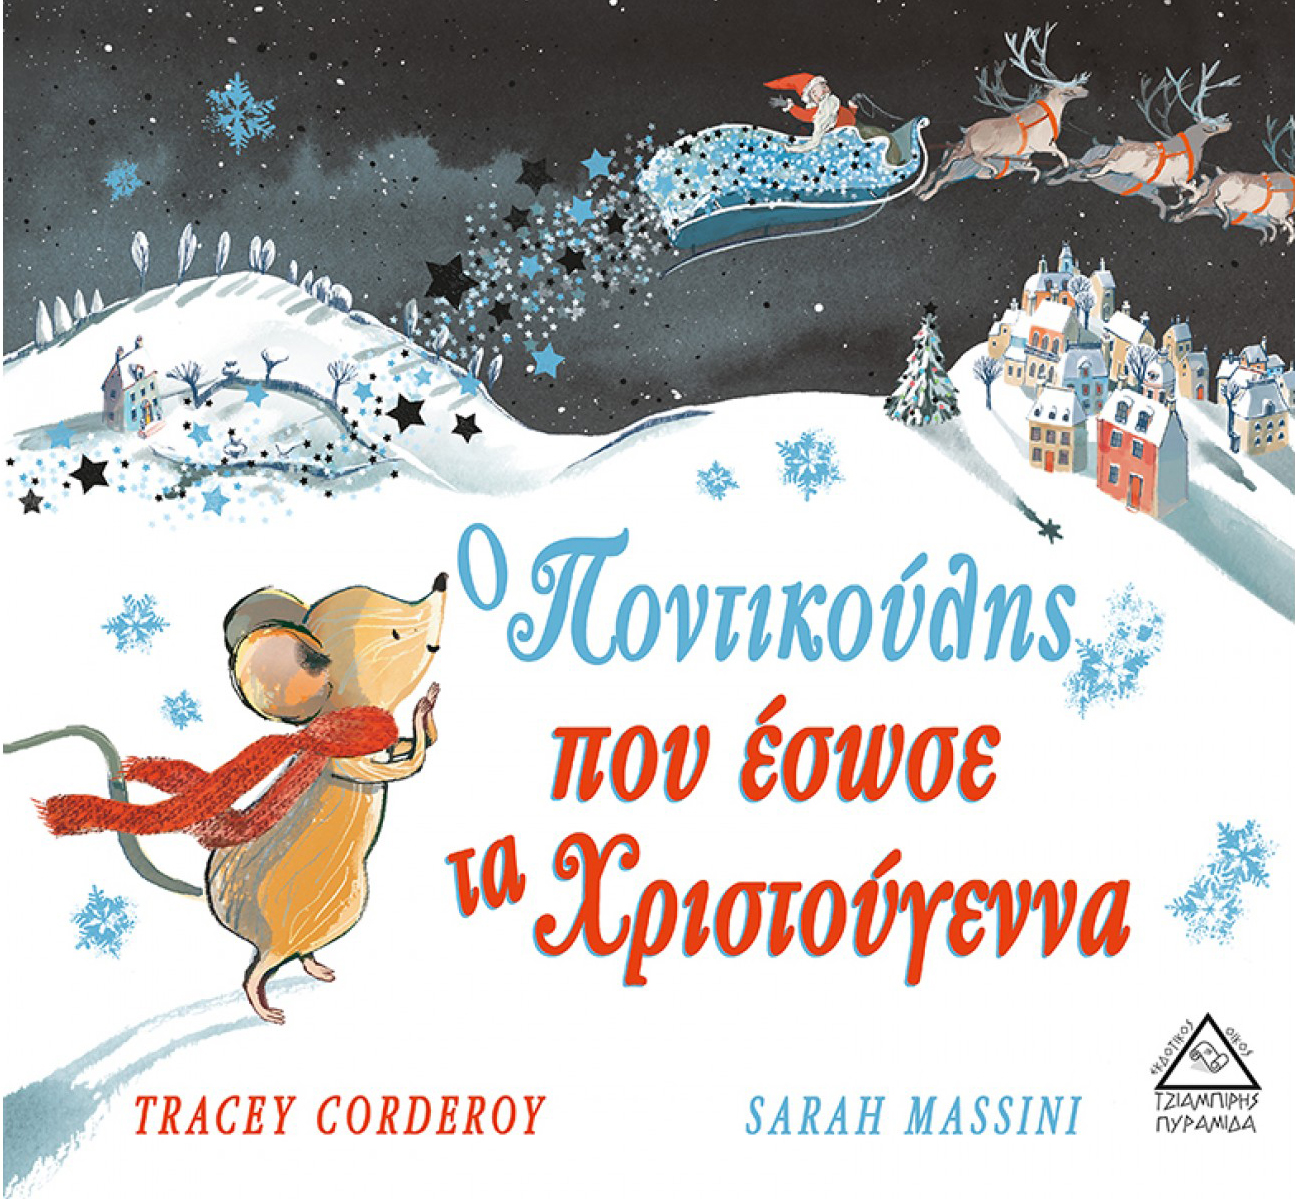 Ο Ποντικούλης
που έσωσε
τα Χριστούγεννα
TRACEY CORDEROY
SARAH MASSINI
ΕΚΔΟΤΙΚΟΣ ΟΙΚΟΣ
ΤΖΙΑΜΠΙΡΗΣ
ΠΥΡΑΜΙΔΑ